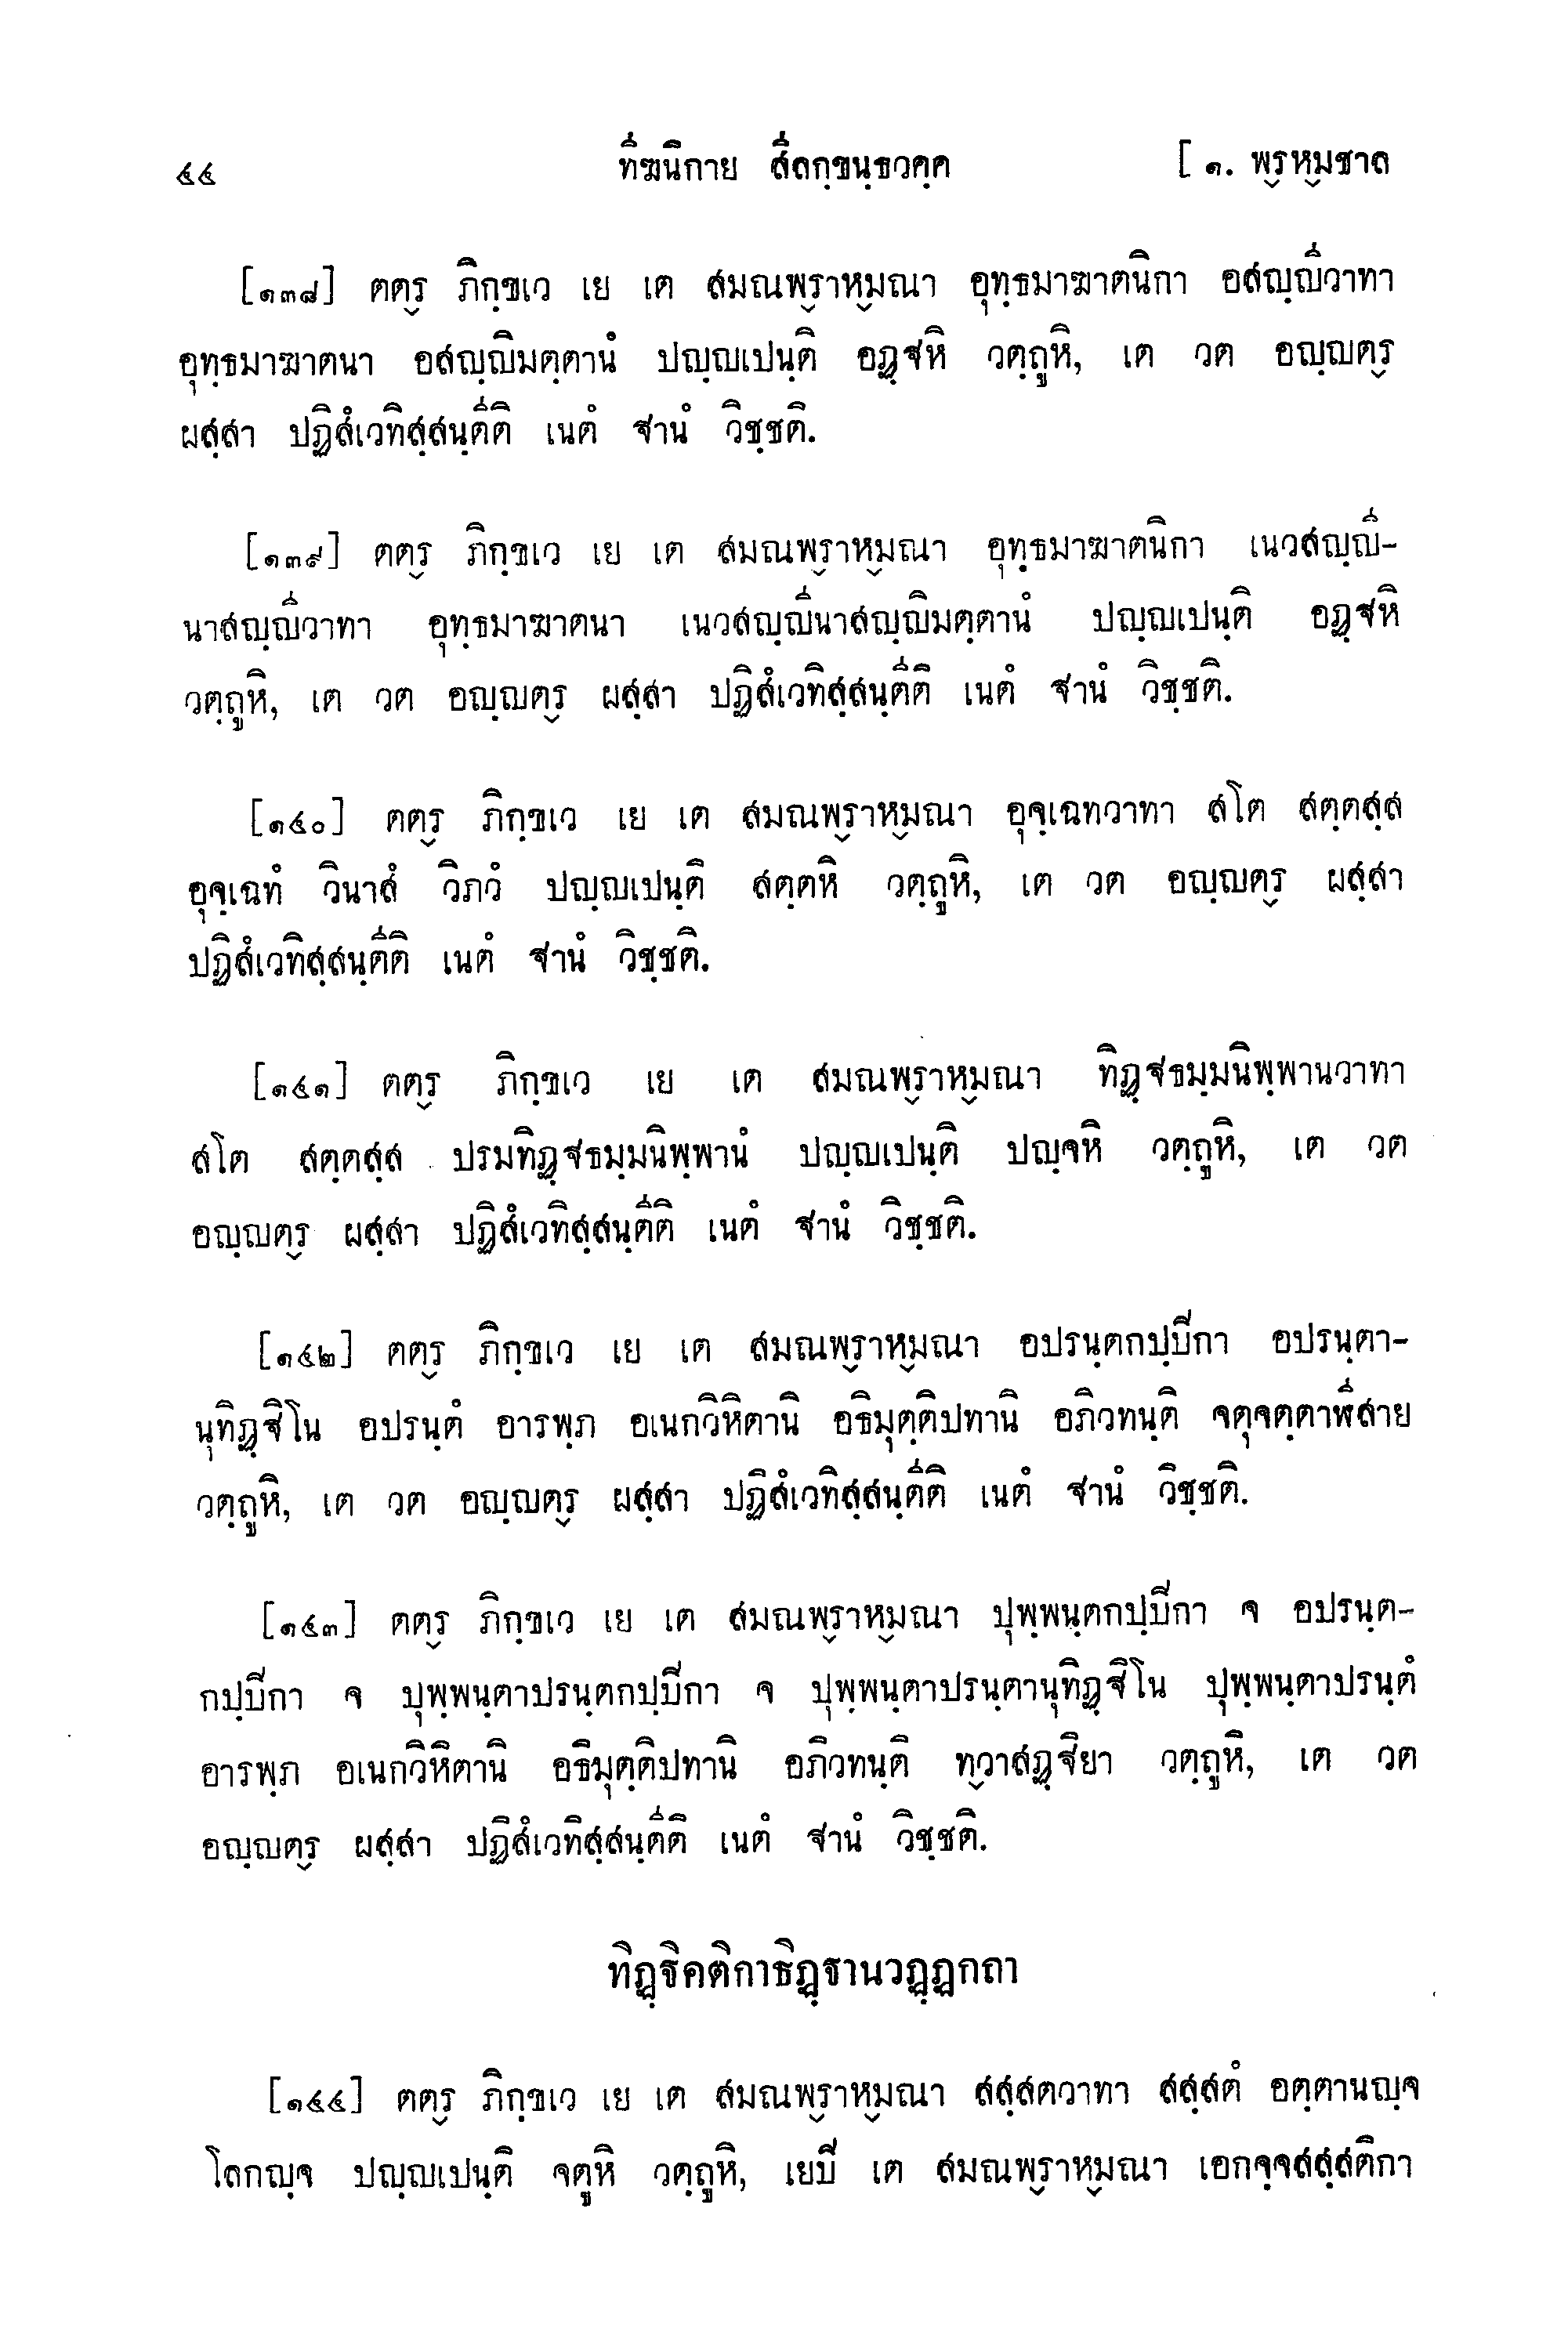 ๔๔ ทีฆนิกาย สีลกฺขนฺธวคฺค [ ๑. พ๎รห๎มชาล
[๑๓๘] ตต๎ร ภิกฺขเว เย เต สมณพ๎ราห๎มณา อุทฺธมาฆาตนิกา อสญฺญีวาทา
อุทฺธมาฆาตนา อสญฺญิมตฺตานํ ปญฺญเปนฺติ อฏฺฐหิ วตฺถูหิ, เต วต อญฺญต๎ร
ผสฺสา ปฏิสํเวทิสฺสนฺตีติ เนตํ ฐานํ วิชฺชติ.
[๑๓๙] ตต๎ร ภิกฺขเว เย เต สมณพ๎ราห๎มณา อุทฺธมาฆาตนิกา เนวสญฺญี-
นาสญฺญีวาทา อุทฺธมาฆาตนา เนวสญฺญีนาสญฺญิมตฺตานํ ปญฺญเปนฺติ อฏฺฐหิ
วตฺถูหิ, เต วต อญฺญต๎ร ผสฺสา ปฏิสํเวทิสฺสนฺตีติ เนตํ ฐานํ วิชฺชติ.
[๑๔๐] ตต๎ร ภิกฺขเว เย เต สมณพ๎ราห๎มณา อุจฺเฉทวาทา สโต สตฺตสฺส
อุจฺเฉทํ วินาสํ วิภวํ ปญฺญเปนฺติ สตฺตหิ วตฺถูหิ, เต วต อญฺญต๎ร ผสฺสา
ปฏิสํเวทิสฺสนฺตีติ เนตํ ฐานํ วิชฺชติ.
[๑๔๑] ตต๎ร ภิกฺขเว เย เต สมณพ๎ราห๎มณา ทิฏฺฐธมฺมนิพฺพานวาทา
สโต สตฺตสฺส ปรมทิฏฺฐธมฺมนิพฺพานํ ปญฺญเปนฺติ ปญฺจหิ วตฺถูหิ, เต วต
อญฺญต๎ร ผสฺสา ปฏิสํเวทิสฺสนฺตีติ เนตํ ฐานํ วิชฺชติ.
[๑๔๒] ตต๎ร ภิกฺขเว เย เต สมณพ๎ราห๎มณา อปรนฺตกปฺปิกา อปรนฺตา-
นุทิฏฺฐิโน อปรนฺตํ อารพฺภ อเนกวิหิตานิ อธิมุตฺติปทานิ อภิวทนฺติ จตุจตฺตาฬีสาย
วตฺถูหิ, เต วต อญฺญต๎ร ผสฺสา ปฏิสํเวทิสฺสนฺตีติ เนตํ ฐานํ วิชฺชติ.
[๑๔๓] ตต๎ร ภิกฺขเว เย เต สมณพ๎ราห๎มณา ปุพฺพนฺตกปฺปิกา จ อปรนฺต-
กปฺปิกา จ ปุพฺพนฺตาปรนฺตกปฺปิกา จ ปุพฺพนฺตาปรนฺตานุทิฏฺฐิโน ปุพฺพนฺตาปรนฺตํ
อารพฺภ อเนกวิหิตานิ อธิมุตฺติปทานิ อภิวทนฺติ ท๎วาสฏฺฐิยา วตฺถูหิ, เต วต
อญฺญต๎ร ผสฺสา ปฏิสํเวทิสฺสนฺตีติ เนตํ ฐานํ วิชฺชติ.
ทิฏฺฐิคติกาธิฏฺฐานวฏฺฏกถา
[๑๔๔] ตต๎ร ภิกฺขเว เย เต สมณพ๎ราห๎มณา สสฺสตวาทา สสฺสตํ อตฺตานญฺจ
โลกญฺจ ปญฺญเปนฺติ จตูหิ วตฺถูหิ, เยปิ เต สมณพ๎ราห๎มณา เอกจฺจสสฺสติกา